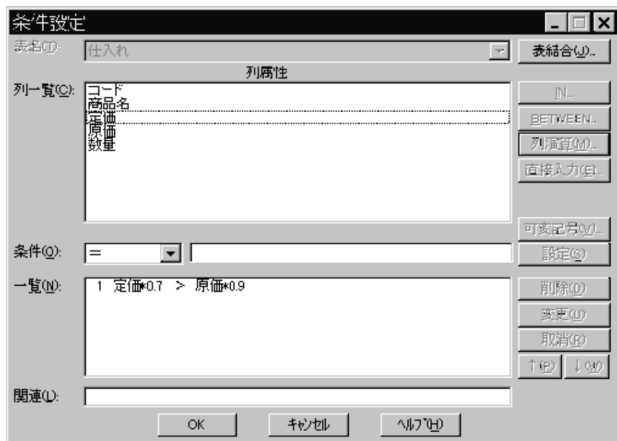 条件設定
表名(T):
仕入れ
表結合(J)...
列属性
列一覧(C):
コード
商品名
定価
原価
数量
IN...
BETWEEN...
列演算(M)...
直接入力(E)...
可変記号(V)...
条件(O):
=
設定(S)
一覧(N):
1 定価*0.7 > 原価*0.9
削除(D)
変更(U)
取消(R)
↑(P)
↓(W)
関連(L):
OK
キャンセル
ヘルプ(H)